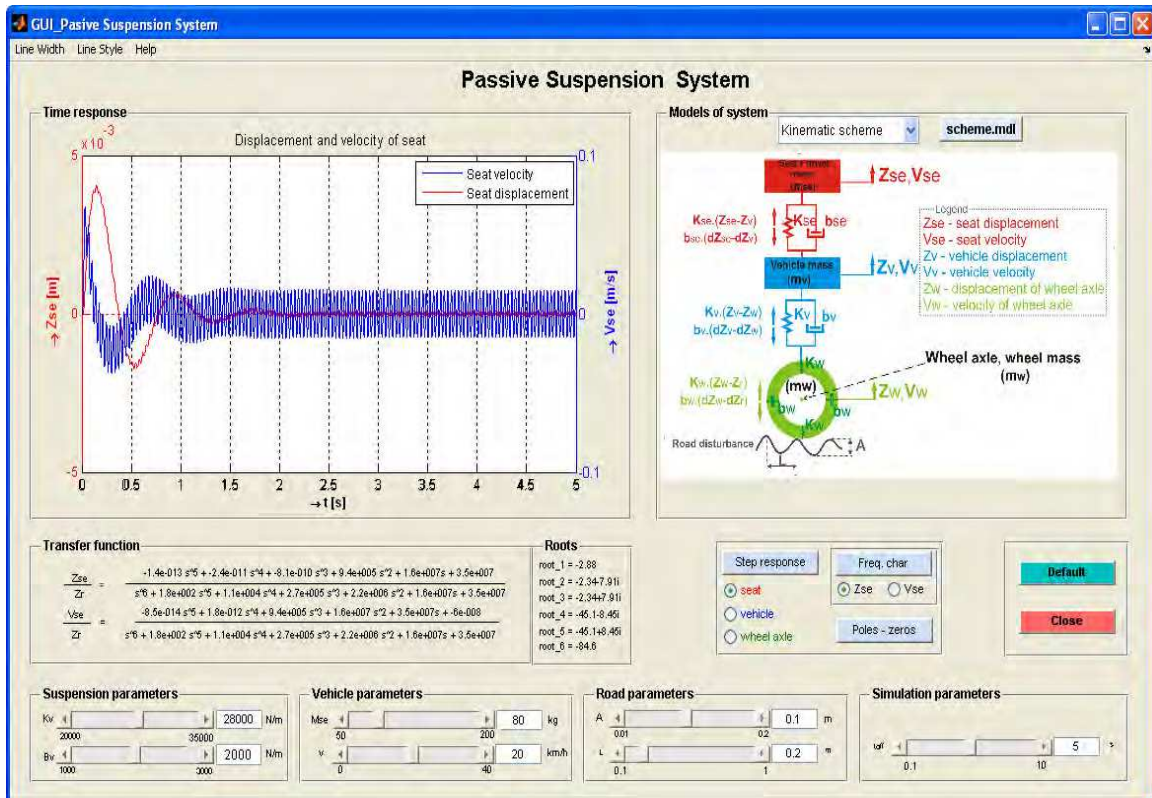 GUI_Pasive Suspension System
Line Width Line Style Help
Passive Suspension System
Time response
x 10^-3
Displacement and velocity of seat
Seat velocity
Seat displacement
5
0
-5
→ Zse [m]
0.1
0
-0.1
→ Vse [m/s]
0 0.5 1 1.5 2 2.5 3 3.5 4 4.5 5
→ t [s]
Models of system
Kinematic scheme
scheme.mdl
Zse,Vse
Kse.(Zse-Zv)
bse.(dZse-dZv)
Kse bse
Legend
Zse - seat displacement
Vse - seat velocity
Zv - vehicle displacement
Vv - vehicle velocity
Zw - displacement of wheel axle
Vw - velocity of wheel axle
Vehicle mass
(mv)
Zv,Vv
Kv.(Zv-Zw)
bv.(dZv-dZw)
Kv bv
Kw
Wheel axle, wheel mass
(mw)
(mw)
Kw.(Zw-Zr)
bw.(dZw-dZr)
bw
bw
Zw,Vw
Kw
Road disturbance
A
L
Transfer function
Zse
Zr
=
-1.4e-013 s^5 + -2.4e-011 s^4 + -8.1e-010 s^3 + 9.4e+005 s^2 + 1.6e+007s + 3.5e+007
s^6 + 1.8e+002 s^5 + 1.1e+004 s^4 + 2.7e+005 s^3 + 2.2e+006 s^2 + 1.6e+007s + 3.5e+007
Vse
Zr
=
-8.5e-014 s^5 + 1.8e-012 s^4 + 9.4e+005 s^3 + 1.6e+007 s^2 + 3.5e+007s + -6e-008
s^6 + 1.8e+002 s^5 + 1.1e+004 s^4 + 2.7e+005 s^3 + 2.2e+006 s^2 + 1.6e+007s + 3.5e+007
Roots
root_1 = -2.88
root_2 = -2.34-7.91i
root_3 = -2.34+7.91i
root_4 = -45.1-8.45i
root_5 = -45.1+8.45i
root_6 = -84.6
Step response
seat
vehicle
wheel axle
Freq. char
Zse Vse
Poles - zeros
Default
Close
Suspension parameters
Kv 28000 N/m
20000 35000
Bv 2000 N/m
1000 3000
Vehicle parameters
Mse 80 kg
50 200
v 20 km/h
0 40
Road parameters
A 0.1 m
0.01 0.2
L 0.2 m
0.1 1
Simulation parameters
5 s
0.1 10